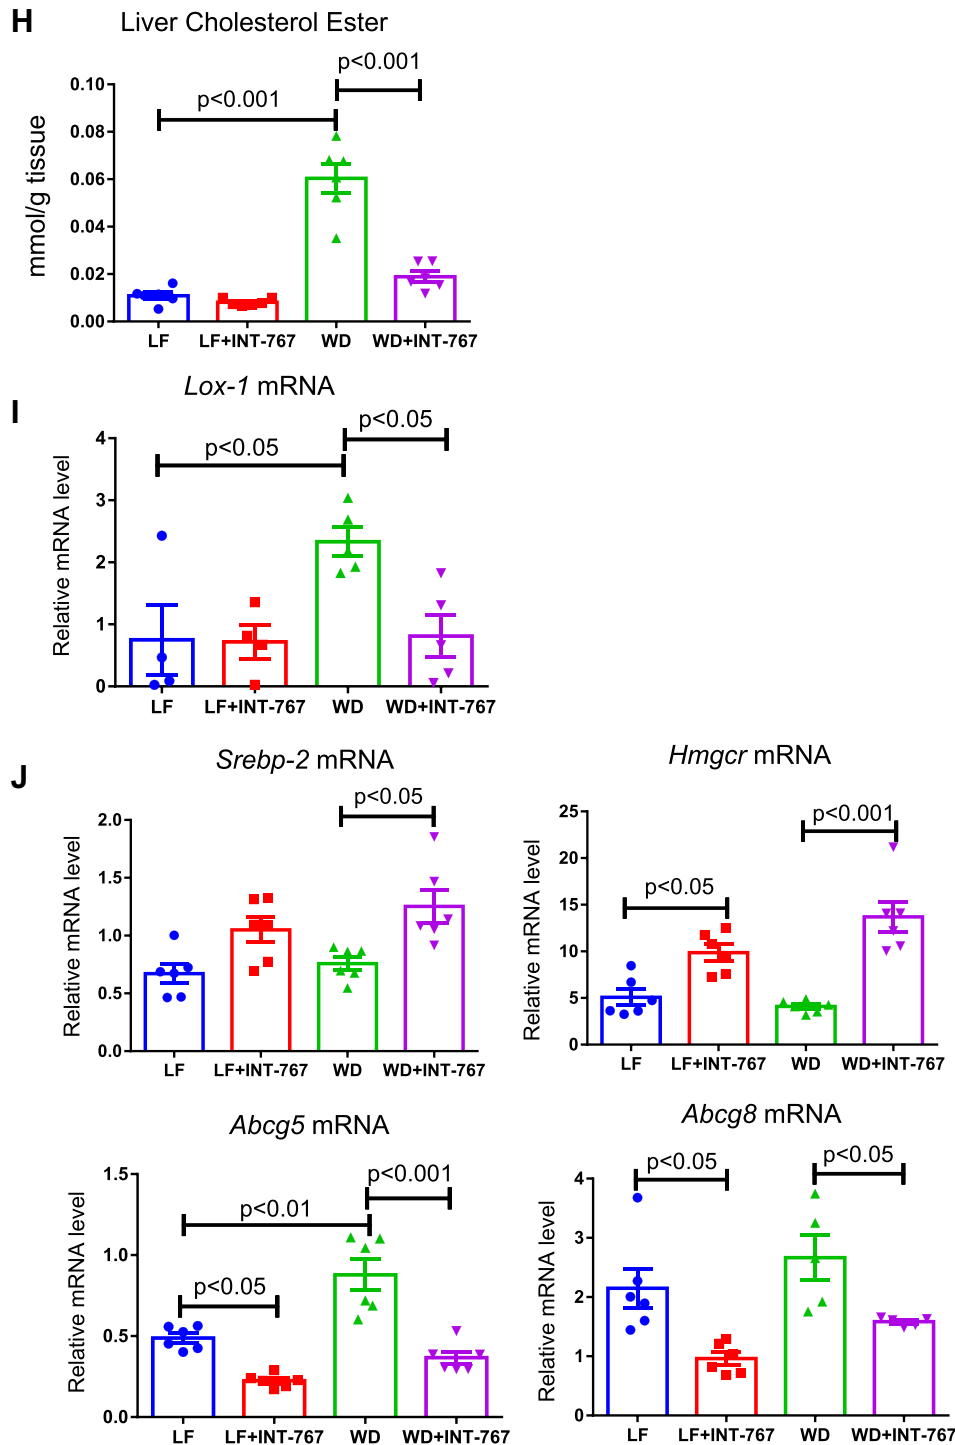 H
Liver Cholesterol Ester
p<0.001
p<0.001
mmol/g tissue
0.10
0.08
0.06
0.04
0.02
0.00
LF
LF+INT-767
WD
WD+INT-767
I
Lox-1 mRNA
p<0.05
p<0.05
Relative mRNA level
4
3
2
1
0
LF
LF+INT-767
WD
WD+INT-767
J
Srebp-2 mRNA
p<0.05
Relative mRNA level
2.0
1.5
1.0
0.5
0.0
LF
LF+INT-767
WD
WD+INT-767
Hmgcr mRNA
p<0.001
p<0.05
Relative mRNA level
25
20
15
10
5
0
LF
LF+INT-767
WD
WD+INT-767
Abcg5 mRNA
p<0.001
p<0.01
p<0.05
Relative mRNA level
1.5
1.0
0.5
0.0
LF
LF+INT-767
WD
WD+INT-767
Abcg8 mRNA
p<0.05
p<0.05
Relative mRNA level
4
3
2
1
0
LF
LF+INT-767
WD
WD+INT-767